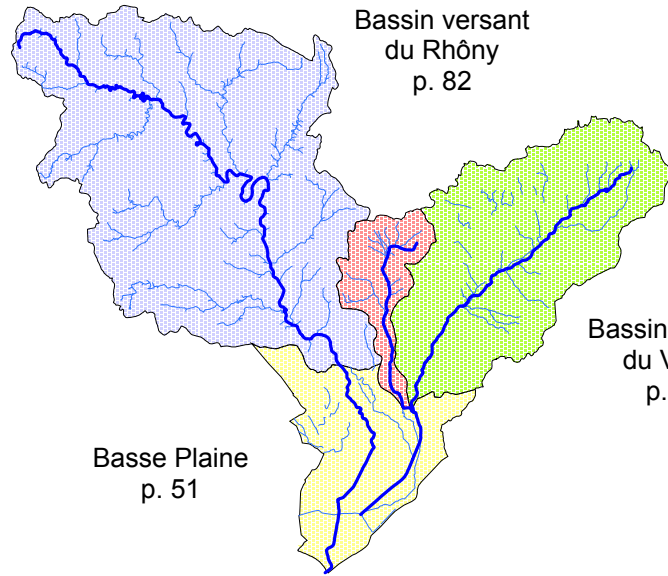 Bassin versant
du Rhôny
p. 82
Bassin
du V
p.
Basse Plaine
p. 51